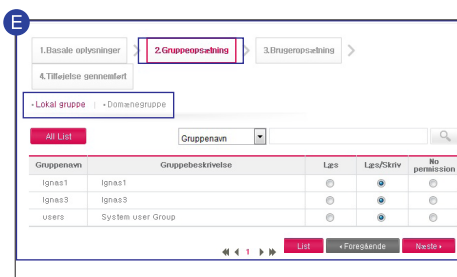 E
1.Basale oplysninger 2.Gruppeopsætning 3.Brugeropsætning
4.Tilføjelse gennemført
Lokal gruppe | Domænegruppe
All List Gruppenavn
Gruppenavn Gruppebeskrivelse Læs Læs/Skriv No permission
Ignas1 Ignas1
Ignas3 Ignas3
users System user Group
1 List Foregående Næste